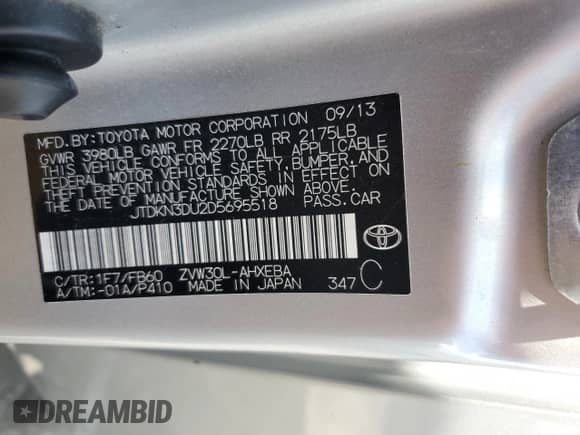 MFD.BY:TOYOTA MOTOR CORPORATION 09/13
GVWR 3980LB GAWR FR 2270LB RR 2175LB
THIS VEHICLE CONFORMS TO ALL APPLICABLE
FEDERAL MOTOR VEHICLE SAFETY,BUMPER,AND
THEFT PREVENTION STANDARDS IN EFFECT ON
THE DATE OF MANUFACTURE SHOWN ABOVE.
JTDKN3DU2D5695518 PASS.CAR
C/TR:1F7/FB60 ZVW30L-AHXEBA
A/TM:-01A/P410 MADE IN JAPAN 347 C
DREAMBID